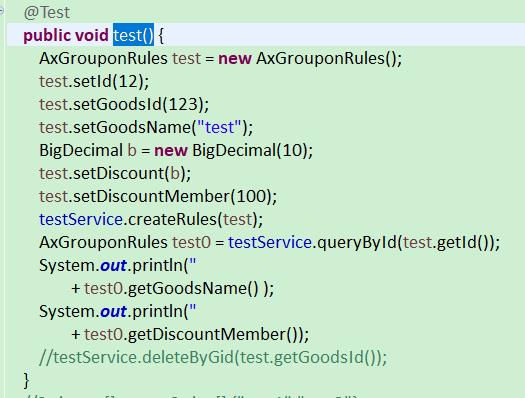 @Test
public void test() {
AxGrouponRules test = new AxGrouponRules();
test.setId(12);
test.setGoodsId(123);
test.setGoodsName("test");
BigDecimal b = new BigDecimal(10);
test.setDiscount(b);
test.setDiscountMember(100);
testService.createRules(test);
AxGrouponRules test0 = testService.queryById(test.getId());
System.out.println("
+ test0.getGoodsName() );
System.out.println("
+ test0.getDiscountMember());
//testService.deleteByGid(test.getGoodsId());
}